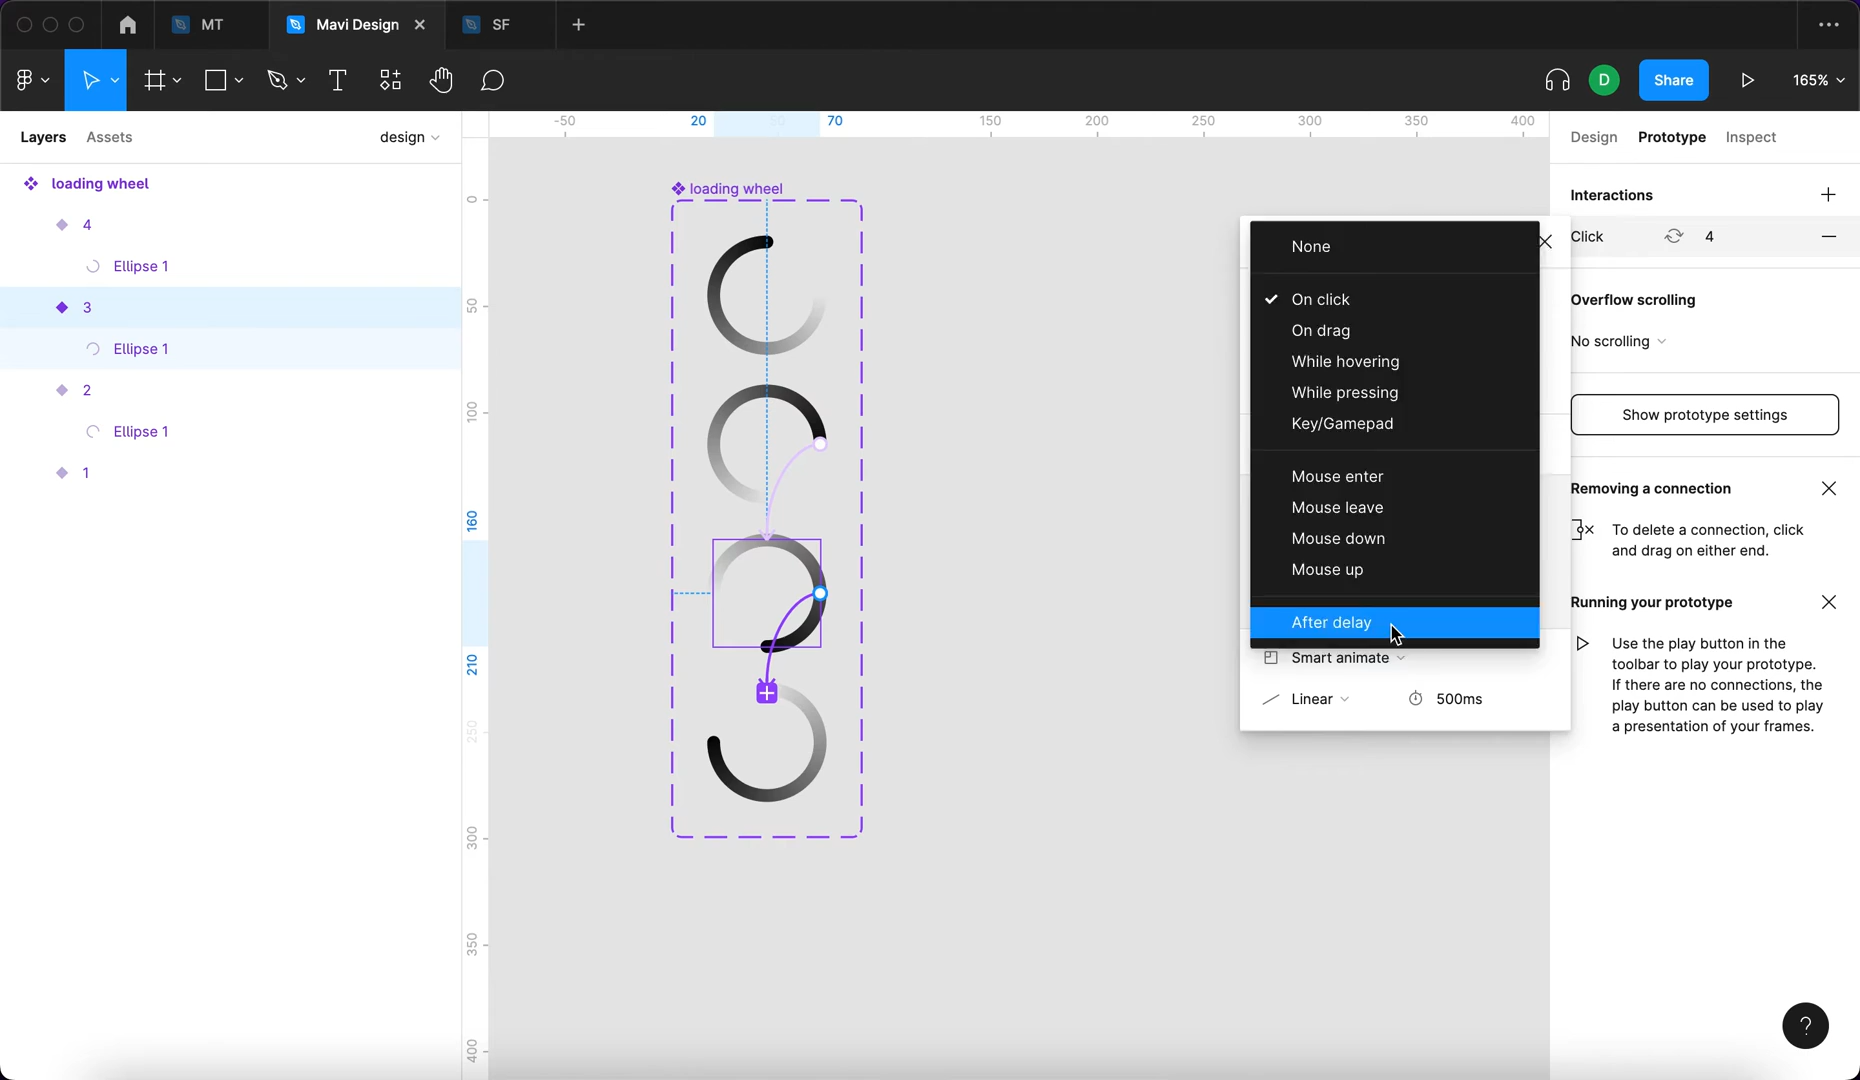 MT
Mavi Design
SF
D
Share
165%
Layers
Assets
design
loading wheel
4
Ellipse 1
3
Ellipse 1
2
Ellipse 1
1
-50
20
50
70
150
200
250
300
350
400
0
50
100
160
210
250
300
350
400
loading wheel
None
On click
On drag
While hovering
While pressing
Key/Gamepad
Mouse enter
Mouse leave
Mouse down
Mouse up
After delay
Smart animate
Linear
500ms
Design
Prototype
Inspect
Interactions
Click
4
Overflow scrolling
No scrolling
Show prototype settings
Removing a connection
To delete a connection, click
and drag on either end.
Running your prototype
Use the play button in the
toolbar to play your prototype.
If there are no connections, the
play button can be used to play
a presentation of your frames.
?